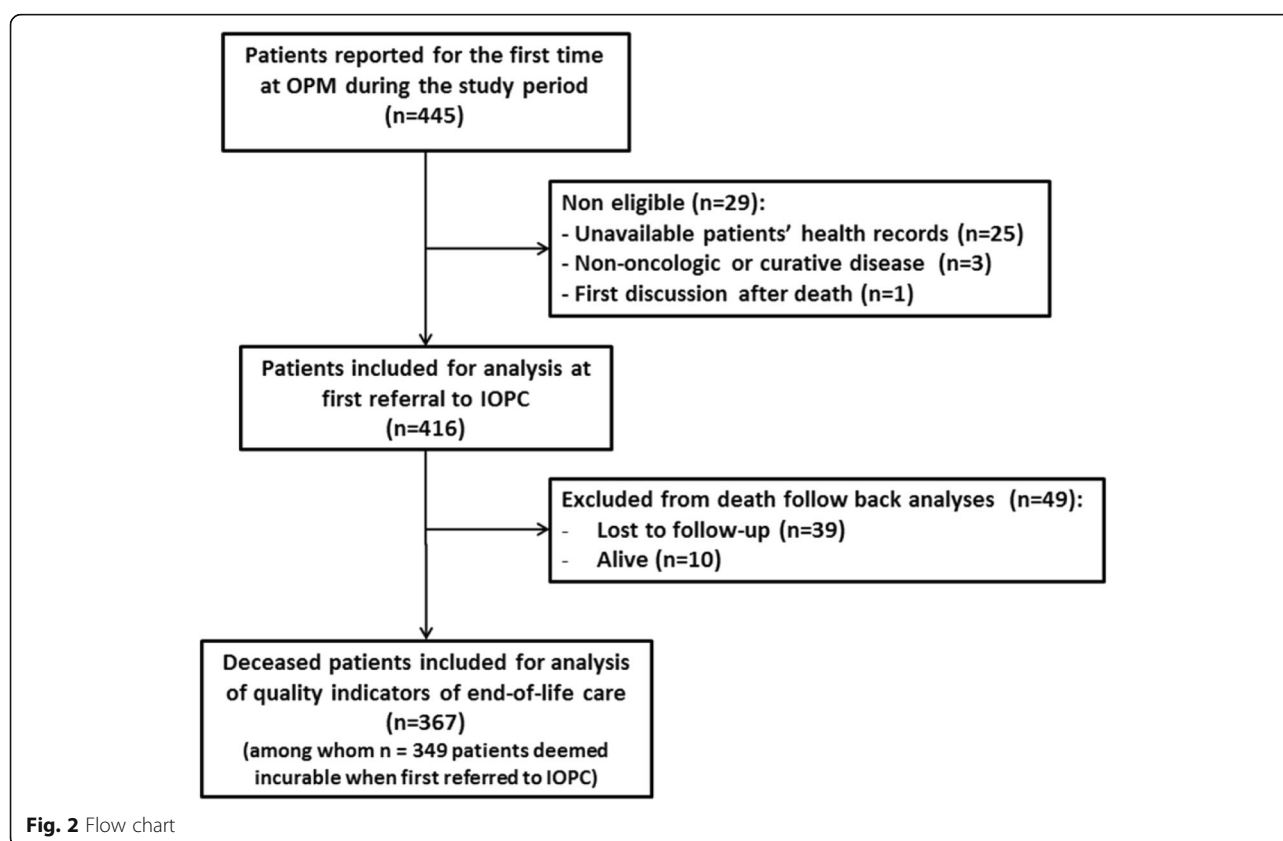 Patients reported for the first time
at OPM during the study period
(n=445)
Non eligible (n=29):
- Unavailable patients’ health records (n=25)
- Non-oncologic or curative disease (n=3)
- First discussion after death (n=1)
Patients included for analysis at
first referral to IOPC
(n=416)
Excluded from death follow back analyses (n=49):
- Lost to follow-up (n=39)
- Alive (n=10)
Deceased patients included for analysis
of quality indicators of end-of-life care
(n=367)
(among whom n = 349 patients deemed
incurable when first referred to IOPC)
Fig. 2 Flow chart